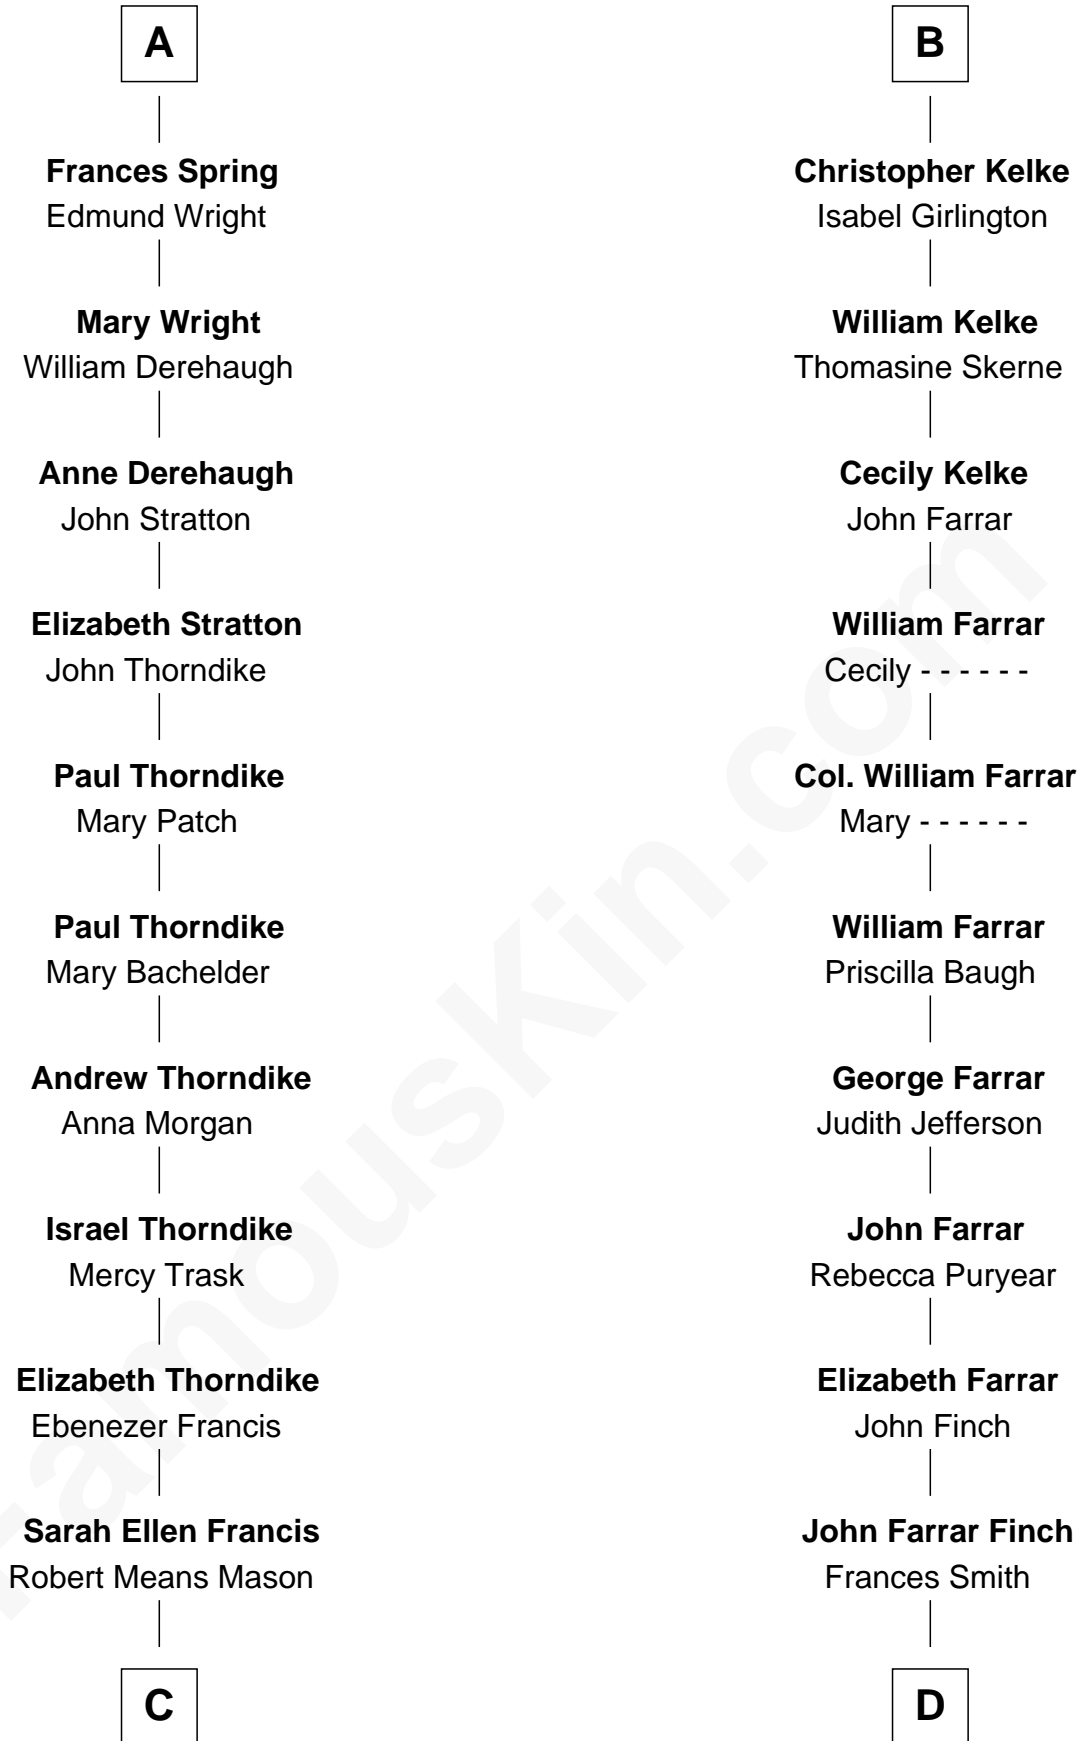 A
Frances Spring
Edmund Wright
Mary Wright
William Derehaugh
Anne Derehaugh
John Stratton
Elizabeth Stratton
John Thorndike
Paul Thorndike
Mary Patch
Paul Thorndike
Mary Bachelder
Andrew Thorndike
Anna Morgan
Israel Thorndike
Mercy Trask
Elizabeth Thorndike
Ebenezer Francis
Sarah Ellen Francis
Robert Means Mason
C
B
Christopher Kelke
Isabel Girlington
William Kelke
Thomasine Skerne
Cecily Kelke
John Farrar
William Farrar
Cecily - - - - - -
Col. William Farrar
Mary - - - - - -
William Farrar
Priscilla Baugh
George Farrar
Judith Jefferson
John Farrar
Rebecca Puryear
Elizabeth Farrar
John Finch
John Farrar Finch
Frances Smith
D
FamousKin.com